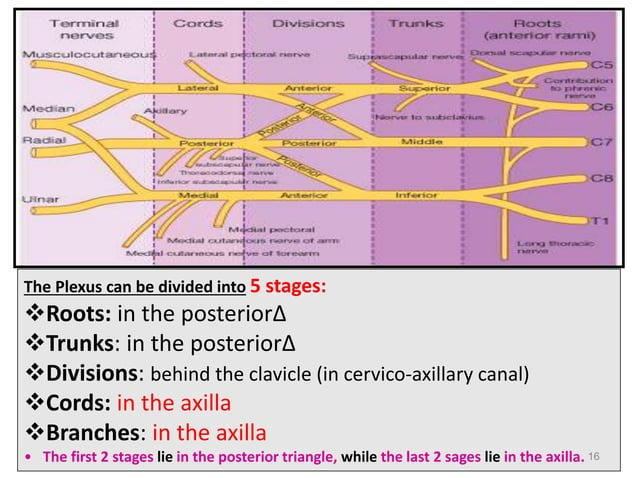 Terminal nerves
Cords
Divisions
Trunks
Roots (anterior rami)
Musculocutaneous
Lateral pectoral nerve
Suprascapular nerve
Dorsal scapular nerve
C5
Contribution to phrenic nerve
Lateral
Anterior
Superior
C6
Median
Axillary
Anterior
Nerve to subclavius
Radial
Posterior
Posterior
Middle
C7
Superior subscapular nerve
Posterior
Thoracodorsal nerve
Inferior subscapular nerve
C8
Ulnar
Medial
Anterior
Inferior
T1
Medial pectoral
Medial cutaneous nerve of arm
Medial cutaneous nerve of forearm
Long thoracic nerve
The Plexus can be divided into 5 stages:
❖Roots: in the posterior∆
❖Trunks: in the posterior∆
❖Divisions: behind the clavicle (in cervico-axillary canal)
❖Cords: in the axilla
❖Branches: in the axilla
• The first 2 stages lie in the posterior triangle, while the last 2 sages lie in the axilla. 16